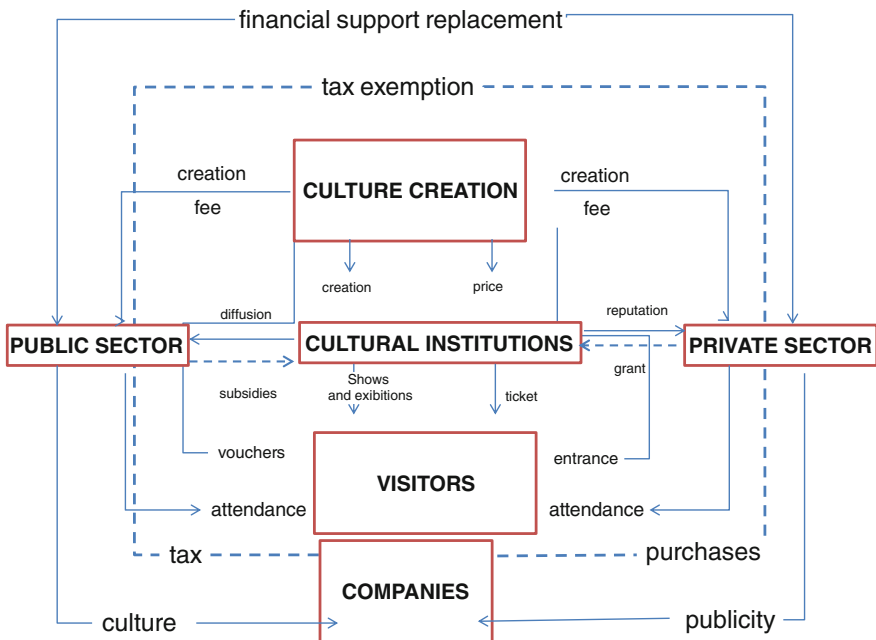 financial support replacement
tax exemption
creation
fee
CULTURE CREATION
creation
fee
creation
price
diffusion
reputation
PUBLIC SECTOR
CULTURAL INSTITUTIONS
PRIVATE SECTOR
subsidies
Shows
and exibitions
ticket
grant
vouchers
entrance
VISITORS
attendance
attendance
tax
purchases
COMPANIES
culture
publicity